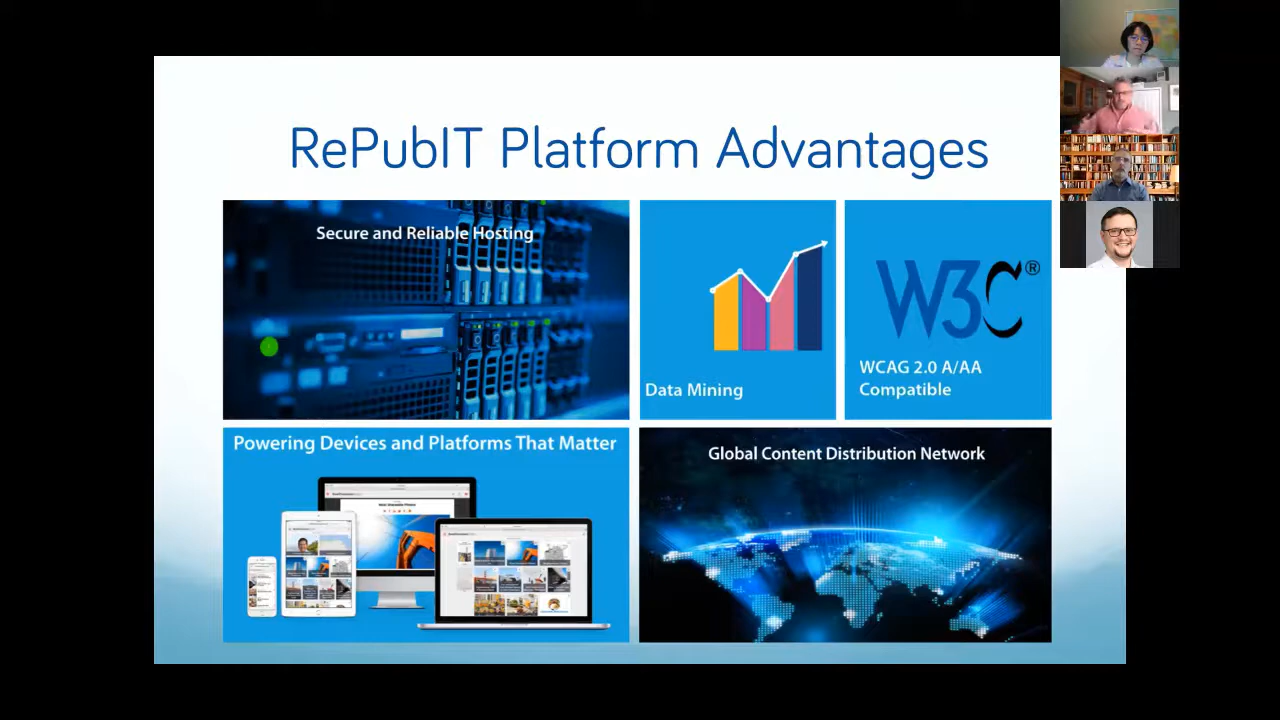 RePubIT Platform Advantages
Secure and Reliable Hosting
Data Mining
W3C®
WCAG 2.0 A/AA
Compatible
Powering Devices and Platforms That Matter
Global Content Distribution Network